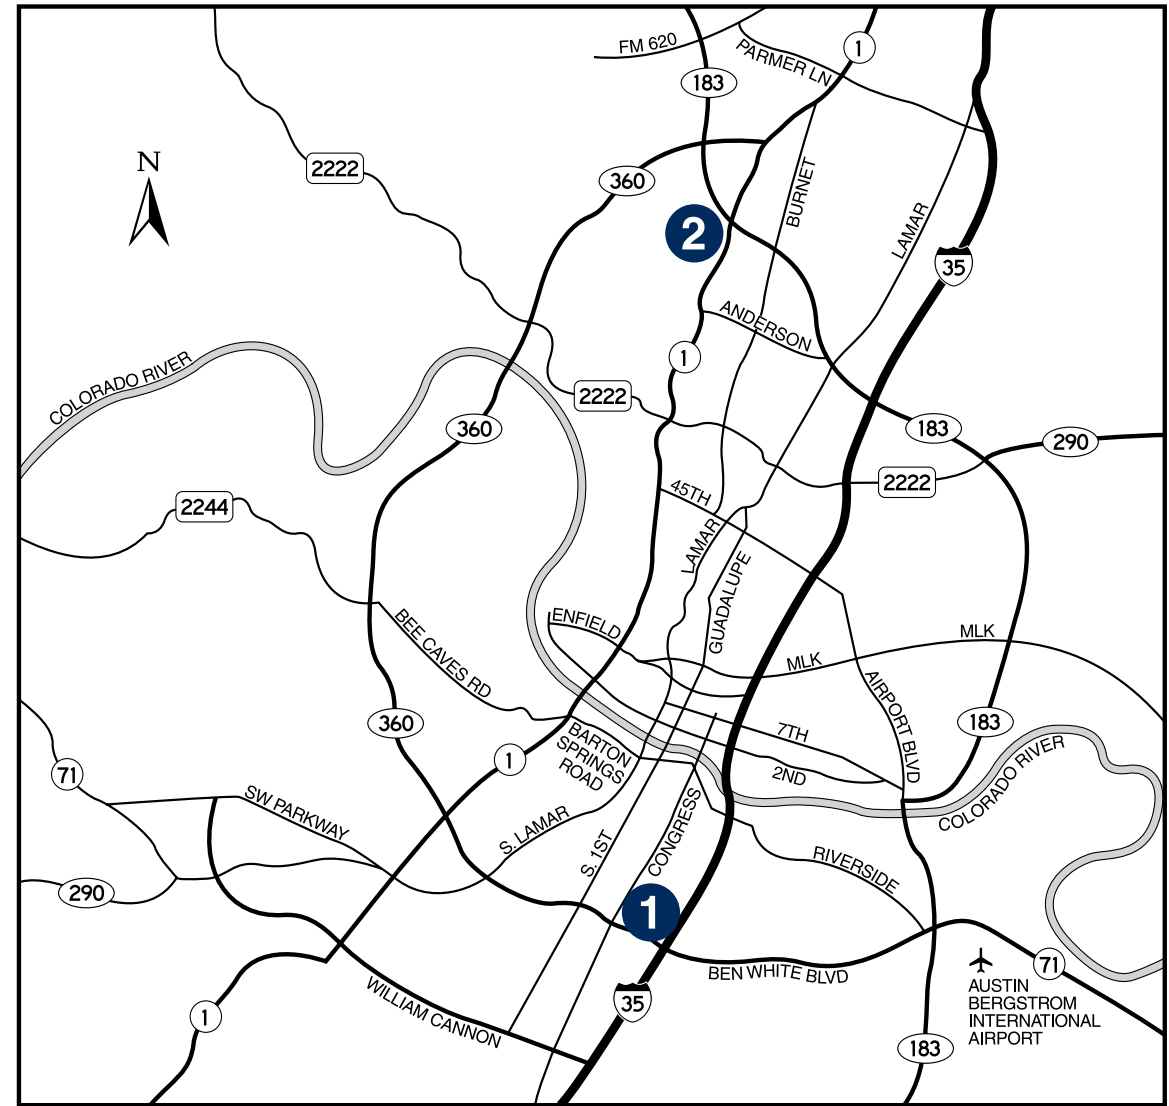 1
FM 620
PARMER LN
183
N
2222
360
BURNET
2
LAMAR
35
ANDERSON
1
COLORADO RIVER
2222
360
183
290
2222
45TH
2244
LAMAR
GUADALUPE
ENFIELD
BEE CAVES RD
MLK
MLK
AIRPORT BLVD
360
183
7TH
BARTON
SPRINGS
ROAD
1
2ND
COLORADO RIVER
71
SW PARKWAY
S. LAMAR
S. 1ST
CONGRESS
RIVERSIDE
290
1
BEN WHITE BLVD
71
AUSTIN
BERGSTROM
INTERNATIONAL
AIRPORT
35
WILLIAM CANNON
1
183